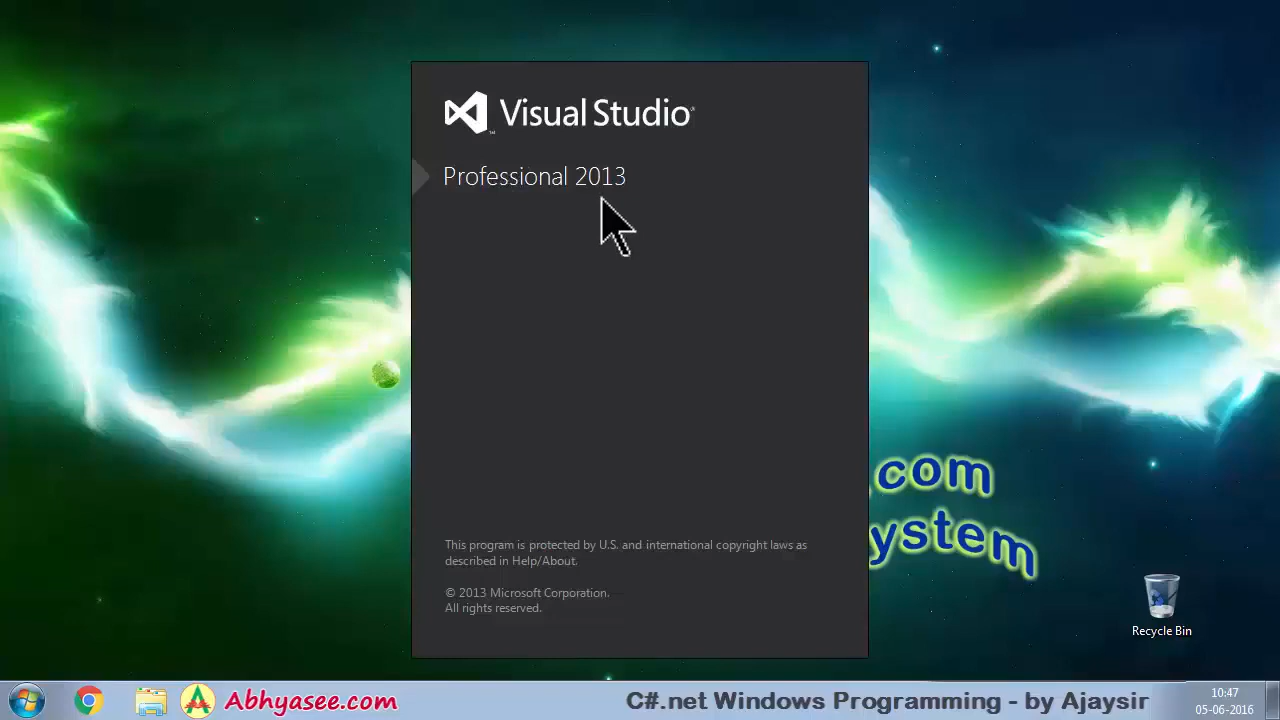 Visual Studio
Professional 2013
This program is protected by U.S. and international copyright laws as
described in Help/About.
© 2013 Microsoft Corporation.
All rights reserved.
.com
ystem
Recycle Bin
Abhyasee.com
C#.net Windows Programming - by Ajaysir
10:47
05-06-2016